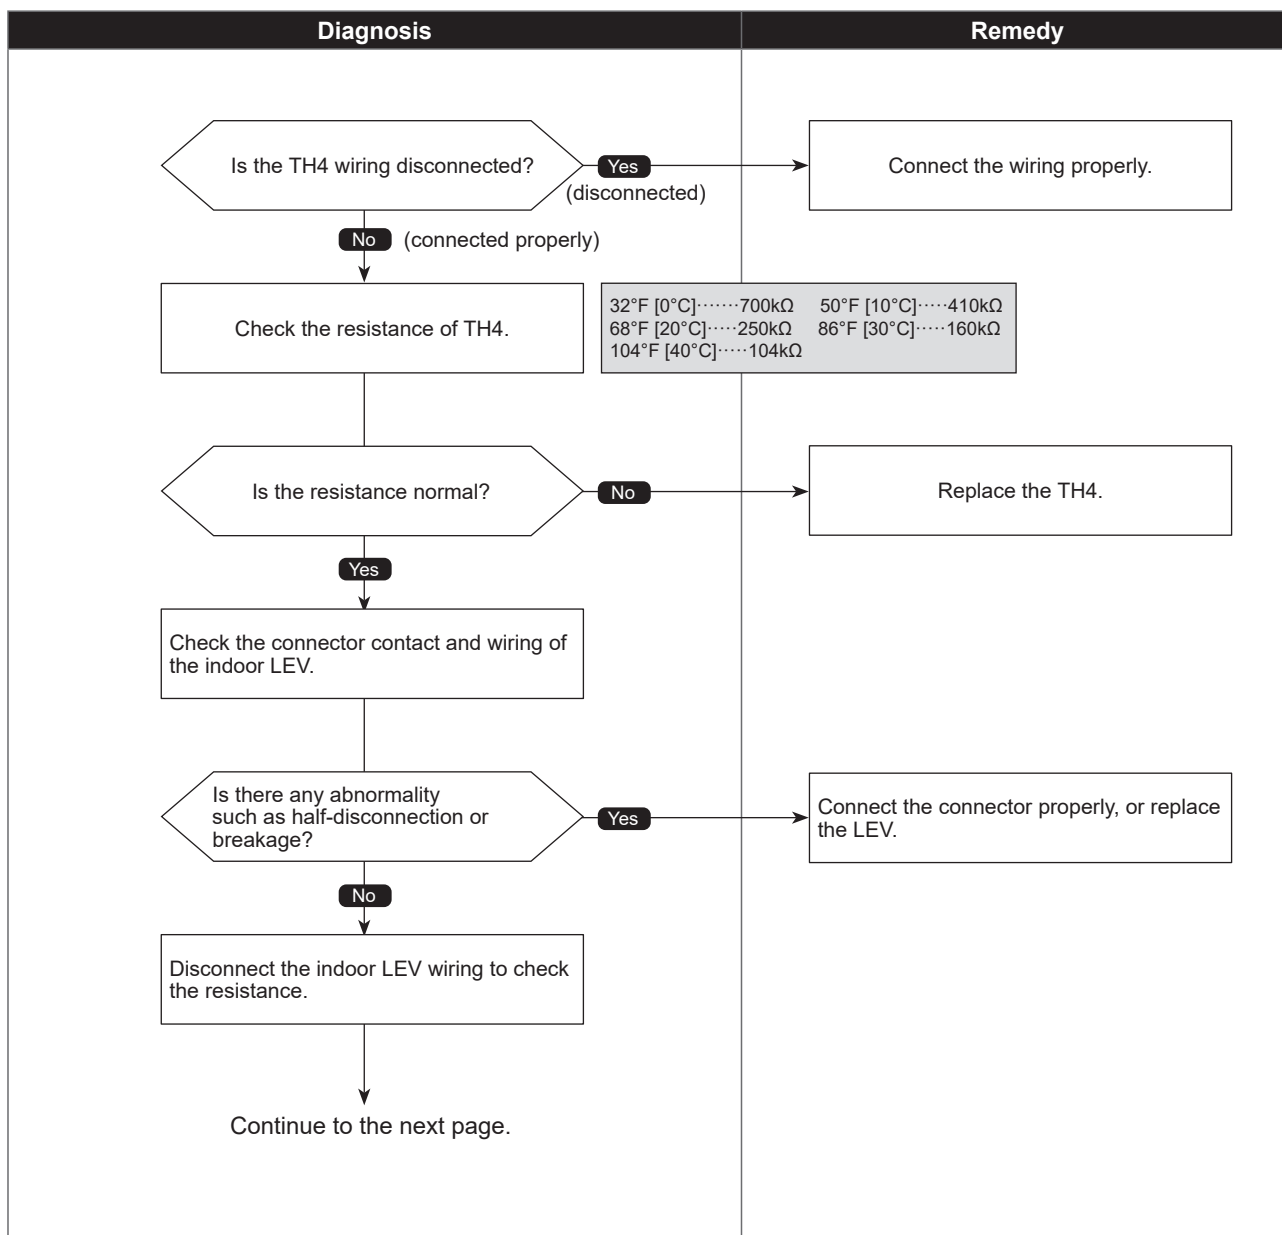 Diagnosis
Remedy
Is the TH4 wiring disconnected?
Yes
(disconnected)
Connect the wiring properly.
No
(connected properly)
Check the resistance of TH4.
32°F [0°C]·······700kΩ 50°F [10°C]·····410kΩ
68°F [20°C]·····250kΩ 86°F [30°C]·····160kΩ
104°F [40°C]·····104kΩ
Is the resistance normal?
No
Replace the TH4.
Yes
Check the connector contact and wiring of
the indoor LEV.
Is there any abnormality
such as half-disconnection or
breakage?
Yes
Connect the connector properly, or replace
the LEV.
No
Disconnect the indoor LEV wiring to check
the resistance.
Continue to the next page.